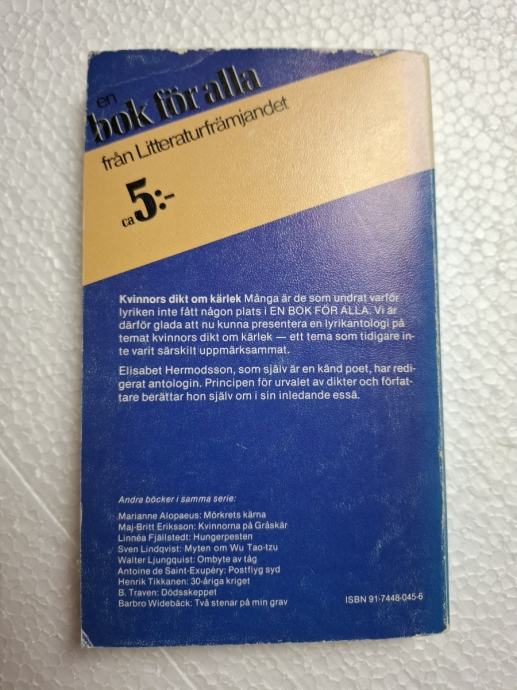 en
bok för alla
från Litteraturfrämjandet
ca 5:-
Kvinnors dikt om kärlek Många är de som undrat varför
lyriken inte fått någon plats i EN BOK FÖR ALLA. Vi är
därför glada att nu kunna presentera en lyrikantologi på
temat kvinnors dikt om kärlek — ett tema som tidigare in-
te varit särskilt uppmärksammat.
Elisabet Hermodsson, som själv är en känd poet, har redi-
gerat antologin. Principen för urvalet av dikter och författ-
tare berättar hon själv om i sin inledande essä.
Andra böcker i samma serie:
Marianne Alopaeus: Mörkrets kärna
Maj-Britt Eriksson: Kvinnorna på Gråskär
Linnéa Fjällstedt: Hungerpesten
Sven Lindqvist: Myten om Wu Tao-tzu
Walter Ljungquist: Ombyte av tåg
Antoine de Saint-Exupéry: Postflyg syd
Henrik Tikkanen: 30-åriga kriget
B. Traven: Dödsskeppet
Barbro Widebäck: Två stenar på min grav
ISBN 91-7448-045-6